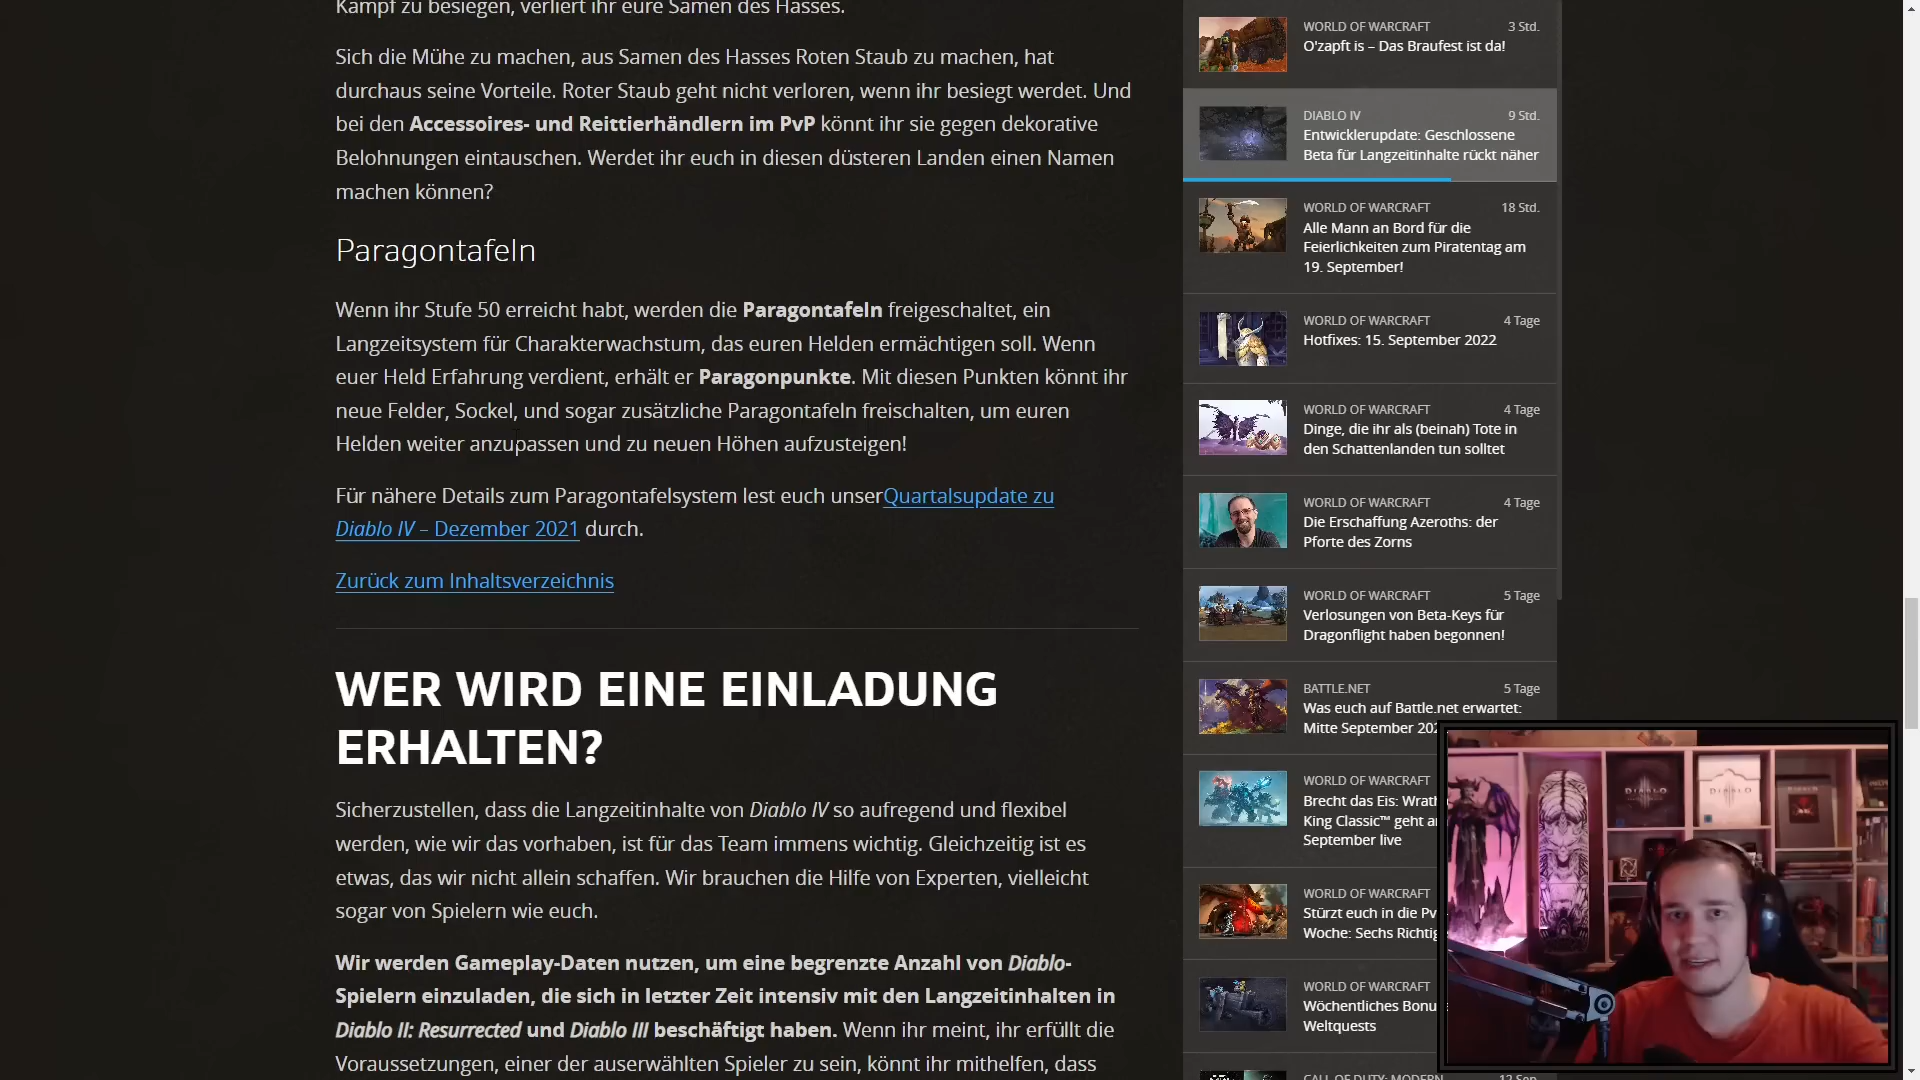 Kampf zu besiegen, verliert ihr eure Samen des Hasses.
Sich die Mühe zu machen, aus Samen des Hasses Roten Staub zu machen, hat
durchaus seine Vorteile. Roter Staub geht nicht verloren, wenn ihr besiegt werdet. Und
bei den Accessoires- und Reittierhändlern im PvP könnt ihr sie gegen dekorative
Belohnungen eintauschen. Werdet ihr euch in diesen düsteren Landen einen Namen
machen können?
Paragontafeln
Wenn ihr Stufe 50 erreicht habt, werden die Paragontafeln freigeschaltet, ein
Langzeitsystem für Charakterwachstum, das euren Helden ermächtigen soll. Wenn
euer Held Erfahrung verdient, erhält er Paragonpunkte. Mit diesen Punkten könnt ihr
neue Felder, Sockel, und sogar zusätzliche Paragontafeln freischalten, um euren
Helden weiter anzupassen und zu neuen Höhen aufzusteigen!
Für nähere Details zum Paragontafelsystem lest euch unserQuartalsupdate zu
Diablo IV – Dezember 2021 durch.
Zurück zum Inhaltsverzeichnis
WER WIRD EINE EINLADUNG
ERHALTEN?
Sicherzustellen, dass die Langzeitinhalte von Diablo IV so aufregend und flexibel
werden, wie wir das vorhaben, ist für das Team immens wichtig. Gleichzeitig ist es
etwas, das wir nicht allein schaffen. Wir brauchen die Hilfe von Experten, vielleicht
sogar von Spielern wie euch.
Wir werden Gameplay-Daten nutzen, um eine begrenzte Anzahl von Diablo-
Spielern einzuladen, die sich in letzter Zeit intensiv mit den Langzeitinhalten in
Diablo II: Resurrected und Diablo III beschäftigt haben. Wenn ihr meint, ihr erfüllt die
Voraussetzungen, einer der auserwählten Spieler zu sein, könnt ihr mithelfen, dass
WORLD OF WARCRAFT 3 Std.
O'zapft is – Das Braufest ist da!
DIABLO IV 9 Std.
Entwicklerupdate: Geschlossene
Beta für Langzeitinhalte rückt näher
WORLD OF WARCRAFT 18 Std.
Alle Mann an Bord für die
Feierlichkeiten zum Piratentag am
19. September!
WORLD OF WARCRAFT 4 Tage
Hotfixes: 15. September 2022
WORLD OF WARCRAFT 4 Tage
Dinge, die ihr als (beinah) Tote in
den Schattenlanden tun solltet
WORLD OF WARCRAFT 4 Tage
Die Erschaffung Azeroths: der
Pforte des Zorns
WORLD OF WARCRAFT 5 Tage
Verlosungen von Beta-Keys für
Dragonflight haben begonnen!
BATTLE.NET 5 Tage
Was euch auf Battle.net erwartet:
Mitte September 202
WORLD OF WARCRAFT
Brecht das Eis: Wrath
King Classic™ geht a
September live
WORLD OF WARCRAFT
Stürzt euch in die Pv
Woche: Sechs Richtig
WORLD OF WARCRAFT
Wöchentliches Bonu
Weltquests
CALL OF DUTY: MODERN 12 Sep.
DIABLO
DIABLO